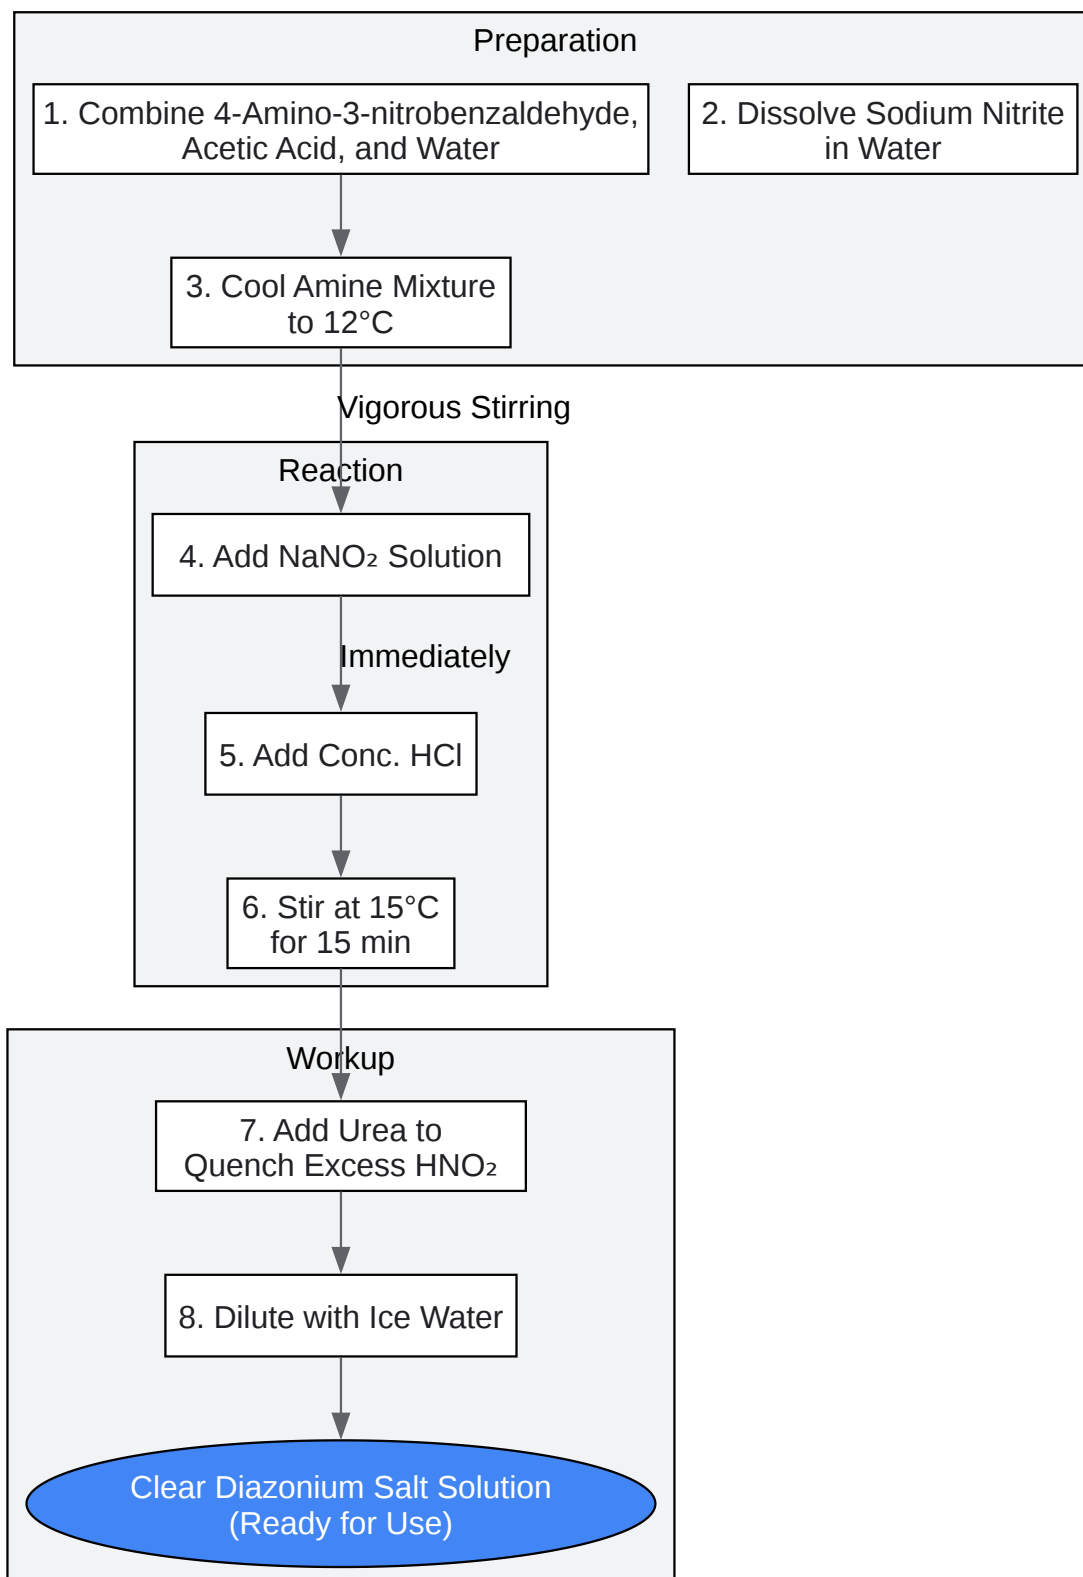 Preparation
1. Combine 4-Amino-3-nitrobenzaldehyde,
Acetic Acid, and Water
2. Dissolve Sodium Nitrite
in Water
3. Cool Amine Mixture
to 12°C
Vigorous Stirring
Reaction
4. Add NaNO₂ Solution
Immediately
5. Add Conc. HCl
6. Stir at 15°C
for 15 min
Workup
7. Add Urea to
Quench Excess HNO₂
8. Dilute with Ice Water
Clear Diazonium Salt Solution
(Ready for Use)